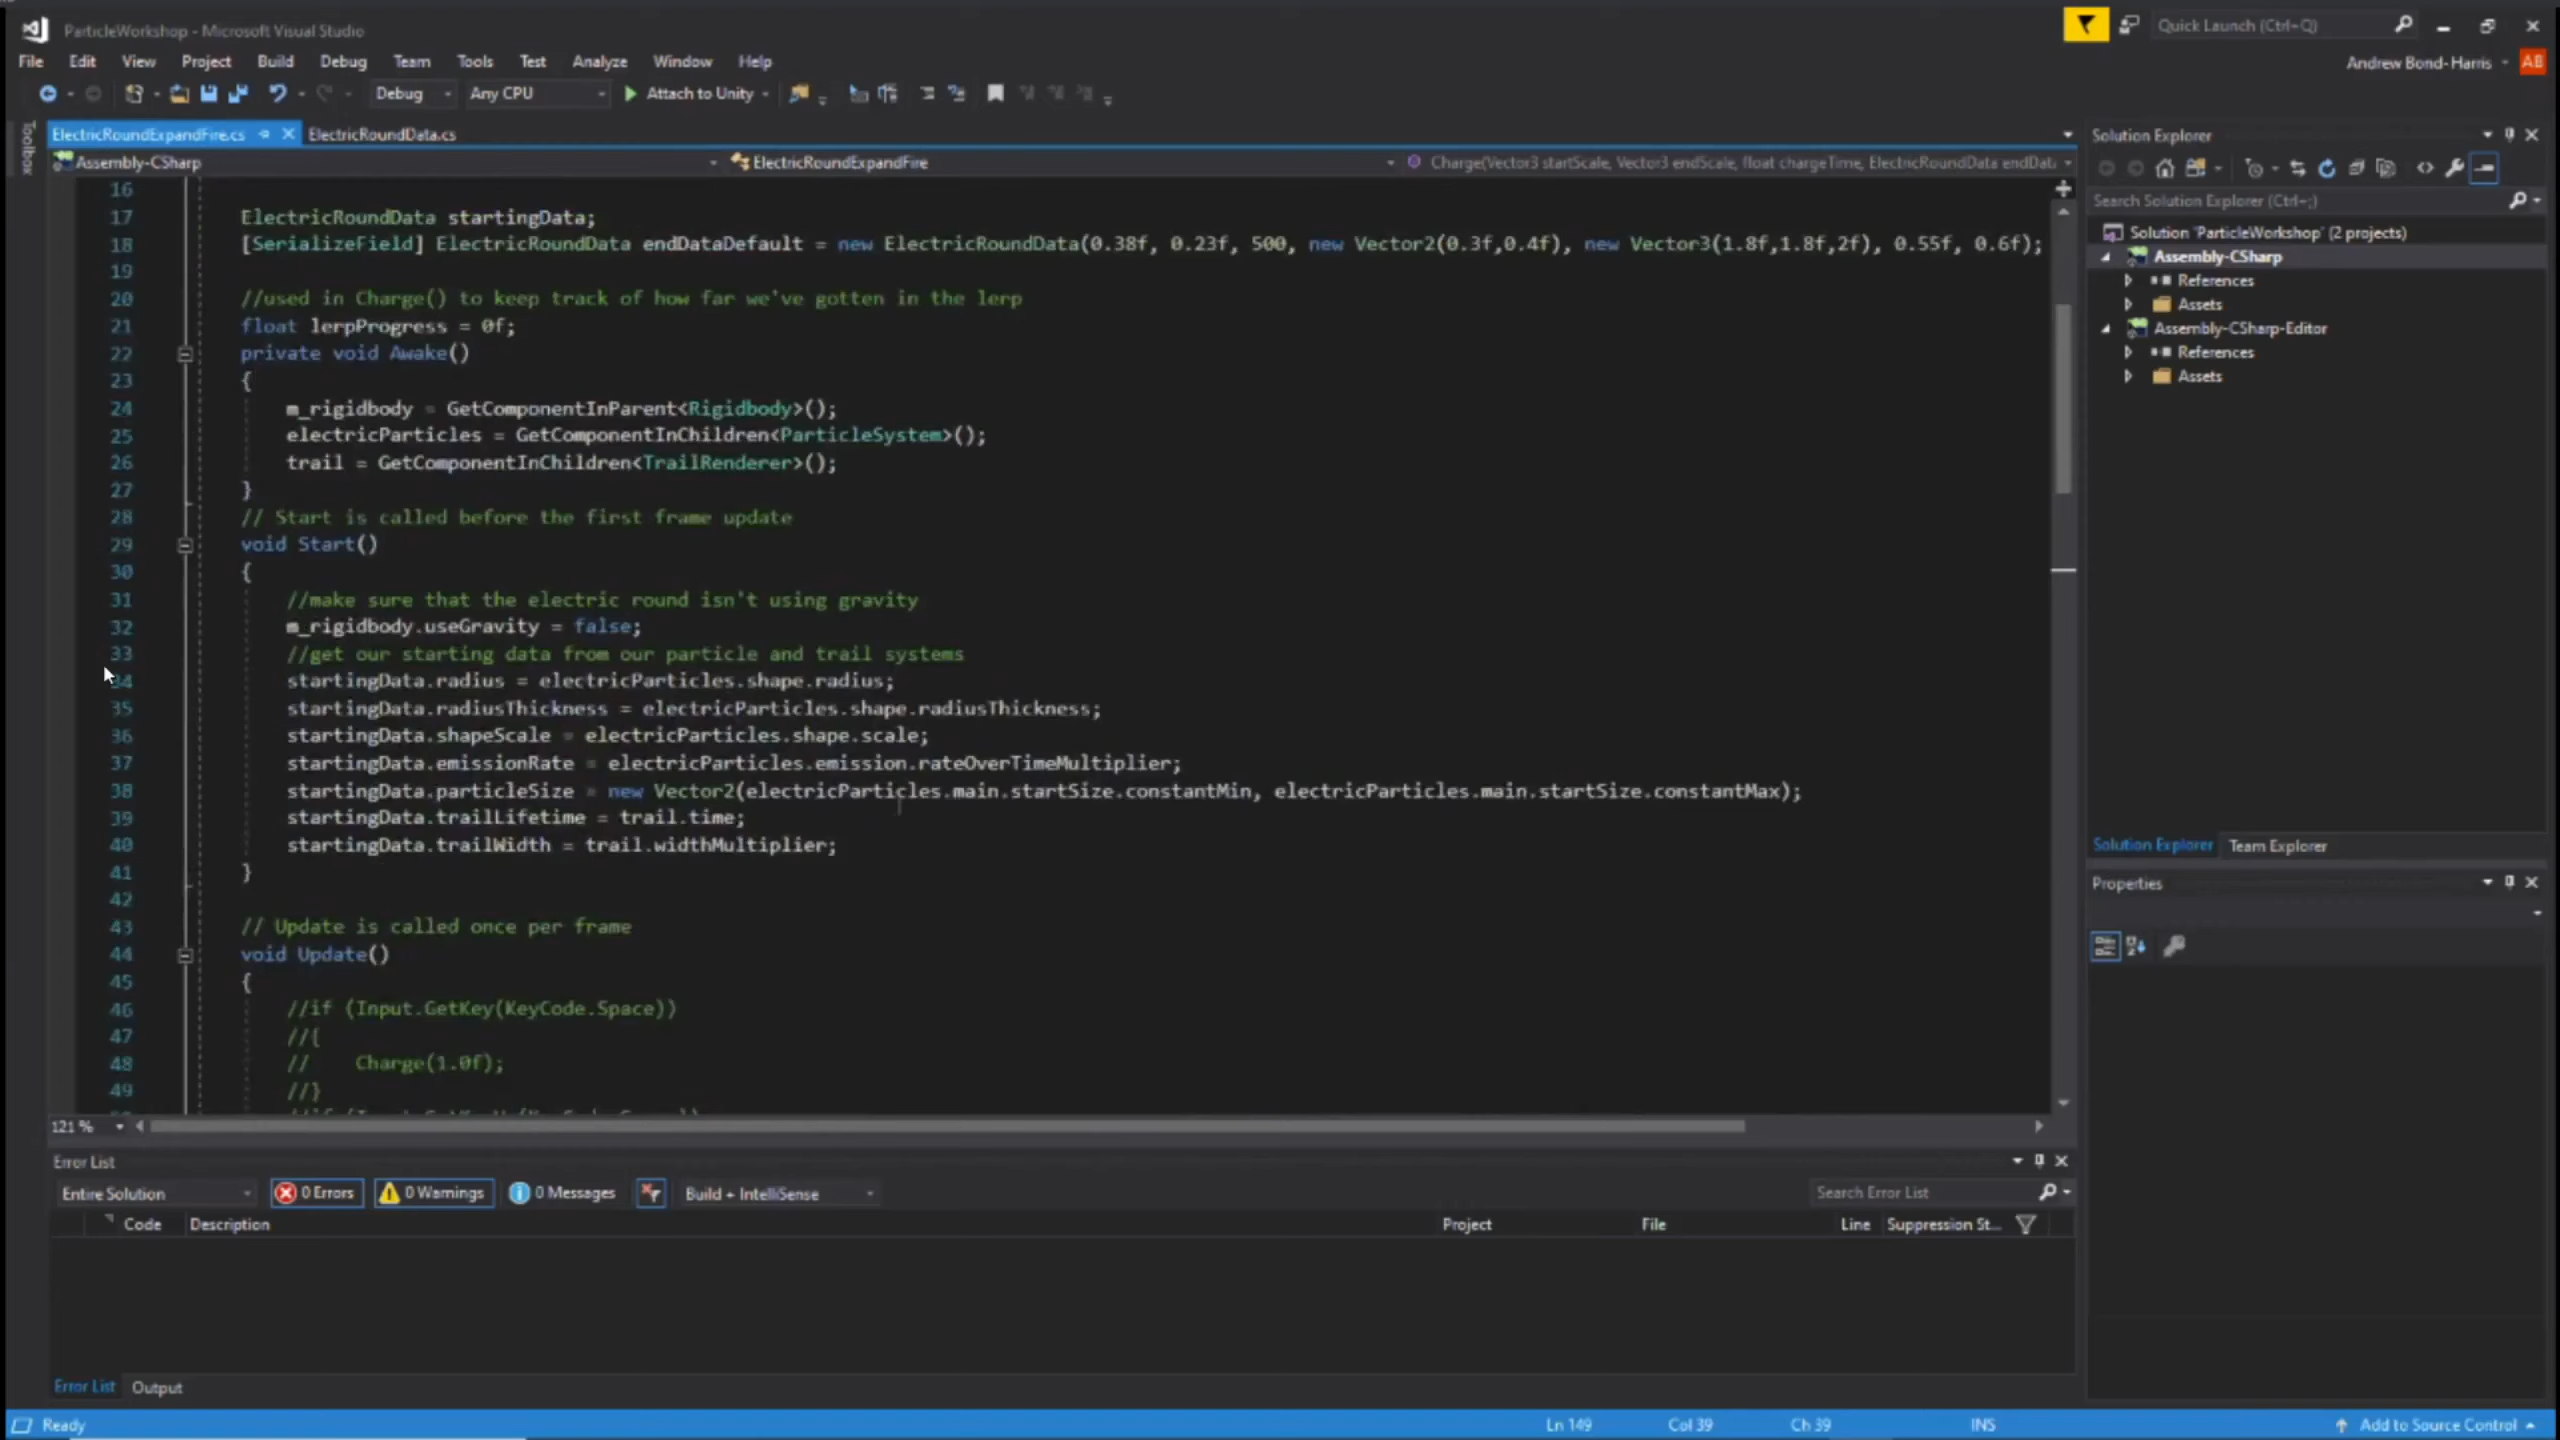 ParticleWorkshop - Microsoft Visual Studio
Quick Launch (Ctrl+Q)
File Edit View Project Build Debug Team Tools Test Analyze Window Help
Andrew Bond-Harris AB
Debug Any CPU Attach to Unity
Toolbox
ElectricRoundExpandFire.cs ElectricRoundData.cs
Assembly-CSharp ElectricRoundExpandFire Charge(Vector3 startScale, Vector3 endScale, float chargeTime, ElectricRoundData endData
16
17 ElectricRoundData startingData;
18 [SerializeField] ElectricRoundData endDataDefault = new ElectricRoundData(0.38f, 0.23f, 500, new Vector2(0.3f,0.4f), new Vector3(1.8f,1.8f,2f), 0.55f, 0.6f);
19
20 //used in Charge() to keep track of how far we've gotten in the lerp
21 float lerpProgress = 0f;
22 private void Awake()
23 {
24 m_rigidbody = GetComponentInParent<Rigidbody>();
25 electricParticles = GetComponentInChildren<ParticleSystem>();
26 trail = GetComponentInChildren<TrailRenderer>();
27 }
28 // Start is called before the first frame update
29 void Start()
30 {
31 //make sure that the electric round isn't using gravity
32 m_rigidbody.useGravity = false;
33 //get our starting data from our particle and trail systems
34 startingData.radius = electricParticles.shape.radius;
35 startingData.radiusThickness = electricParticles.shape.radiusThickness;
36 startingData.shapeScale = electricParticles.shape.scale;
37 startingData.emissionRate = electricParticles.emission.rateOverTimeMultiplier;
38 startingData.particleSize = new Vector2(electricParticles.main.startSize.constantMin, electricParticles.main.startSize.constantMax);
39 startingData.trailLifetime = trail.time;
40 startingData.trailWidth = trail.widthMultiplier;
41 }
42
43 // Update is called once per frame
44 void Update()
45 {
46 //if (Input.GetKey(KeyCode.Space))
47 //{
48 // Charge(1.0f);
49 //}
121 %
Solution Explorer
Search Solution Explorer (Ctrl+;)
Solution 'ParticleWorkshop' (2 projects)
Assembly-CSharp
References
Assets
Assembly-CSharp-Editor
References
Assets
Solution Explorer Team Explorer
Properties
Error List
Entire Solution 0 Errors 0 Warnings 0 Messages Build + IntelliSense Search Error List
Code Description Project File Line Suppression St...
Error List Output
Ready Ln 149 Col 39 Ch 39 INS Add to Source Control